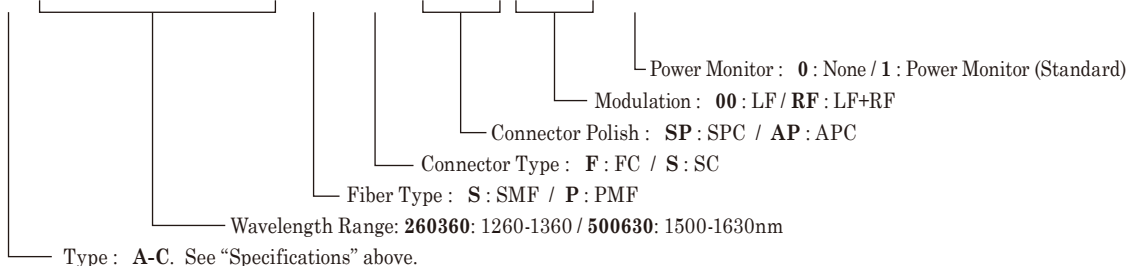 Power Monitor : 0 : None / 1 : Power Monitor (Standard)
Modulation : 00 : LF / RF : LF+RF
Connector Polish : SP : SPC / AP : APC
Connector Type : F : FC / S : SC
Fiber Type : S : SMF / P : PMF
Wavelength Range: 260360: 1260-1360 / 500630: 1500-1630nm
Type : A-C. See “Specifications” above.